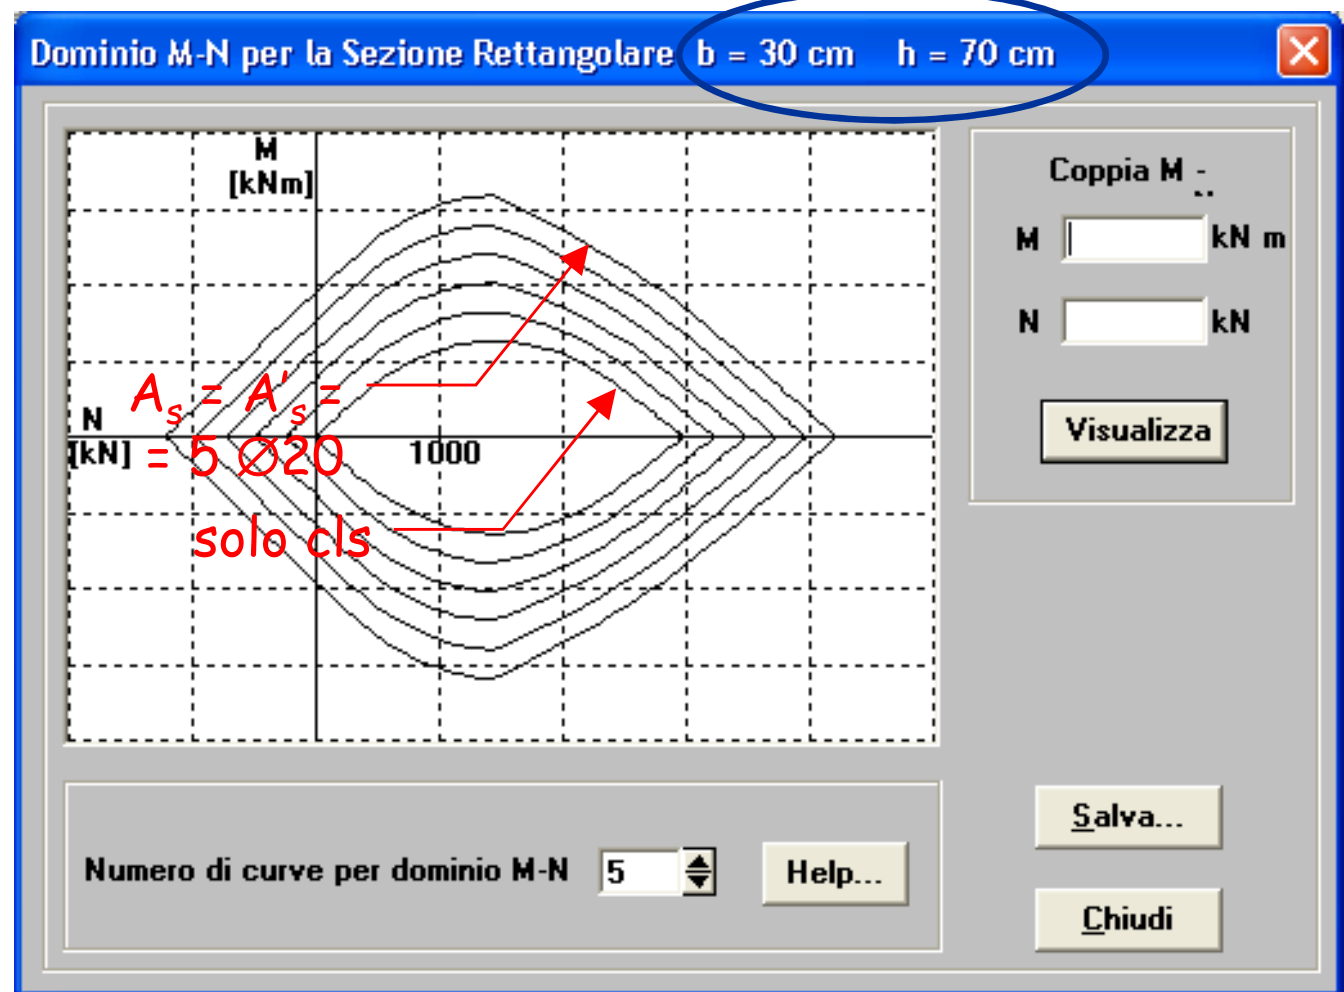 Dominio M-N per la Sezione Rettangolare b = 30 cm h = 70 cm
M
[kNm]
N
[kN]
1000
As = A's =
= 5 Ø20
solo cls
Coppia M -
M kN m
N kN
Visualizza
Numero di curve per dominio M-N 5
Help...
Salva...
Chiudi